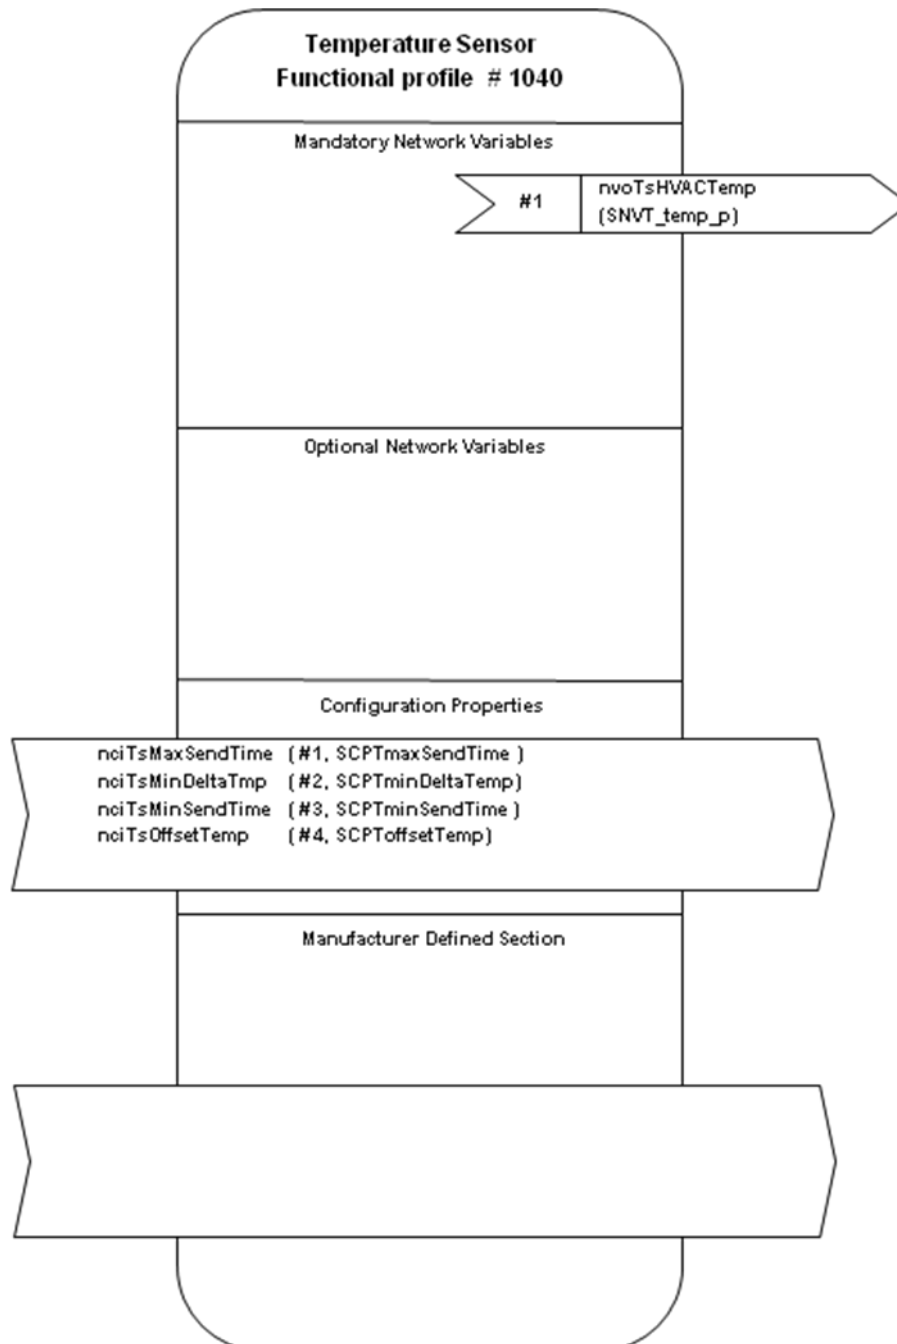 Temperature Sensor
Functional profile # 1040
Mandatory Network Variables
#1
nvoTsHVACTemp
(SNVT_temp_p)
Optional Network Variables
Configuration Properties
nciTsMaxSendTime (#1, SCPTmaxSendTime )
nciTsMinDeltaTmp (#2, SCPTminDeltaTemp)
nciTsMinSendTime (#3, SCPTminSendTime )
nciTsOffsetTemp (#4, SCPToffsetTemp)
Manufacturer Defined Section